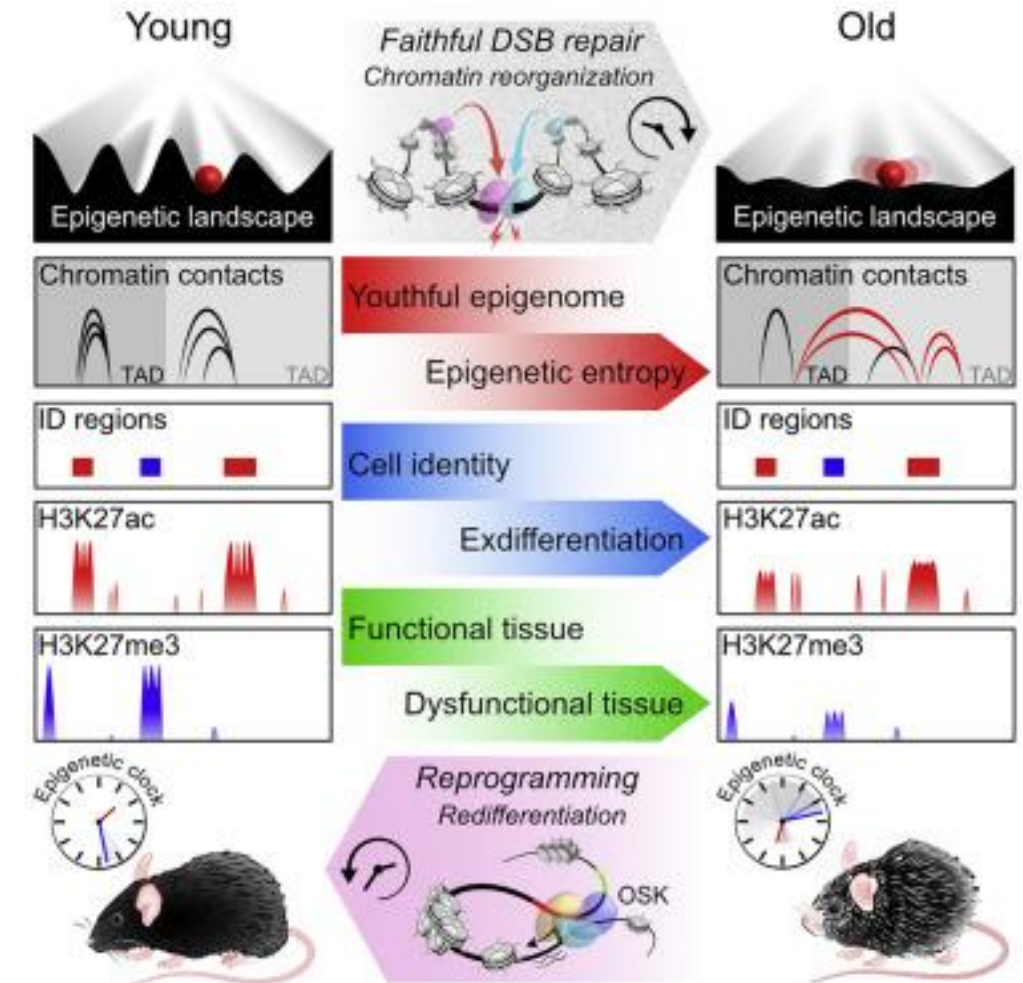 Young
Faithful DSB repair
Chromatin reorganization
Old
Epigenetic landscape
Epigenetic landscape
Chromatin contacts
TAD
TAD
Youthful epigenome
Epigenetic entropy
Chromatin contacts
TAD
TAD
ID regions
Cell identity
ID regions
H3K27ac
Exdifferentiation
H3K27ac
H3K27me3
Functional tissue
Dysfunctional tissue
H3K27me3
Epigenetic clock
Reprogramming
Redifferentiation
OSK
Epigenetic clock